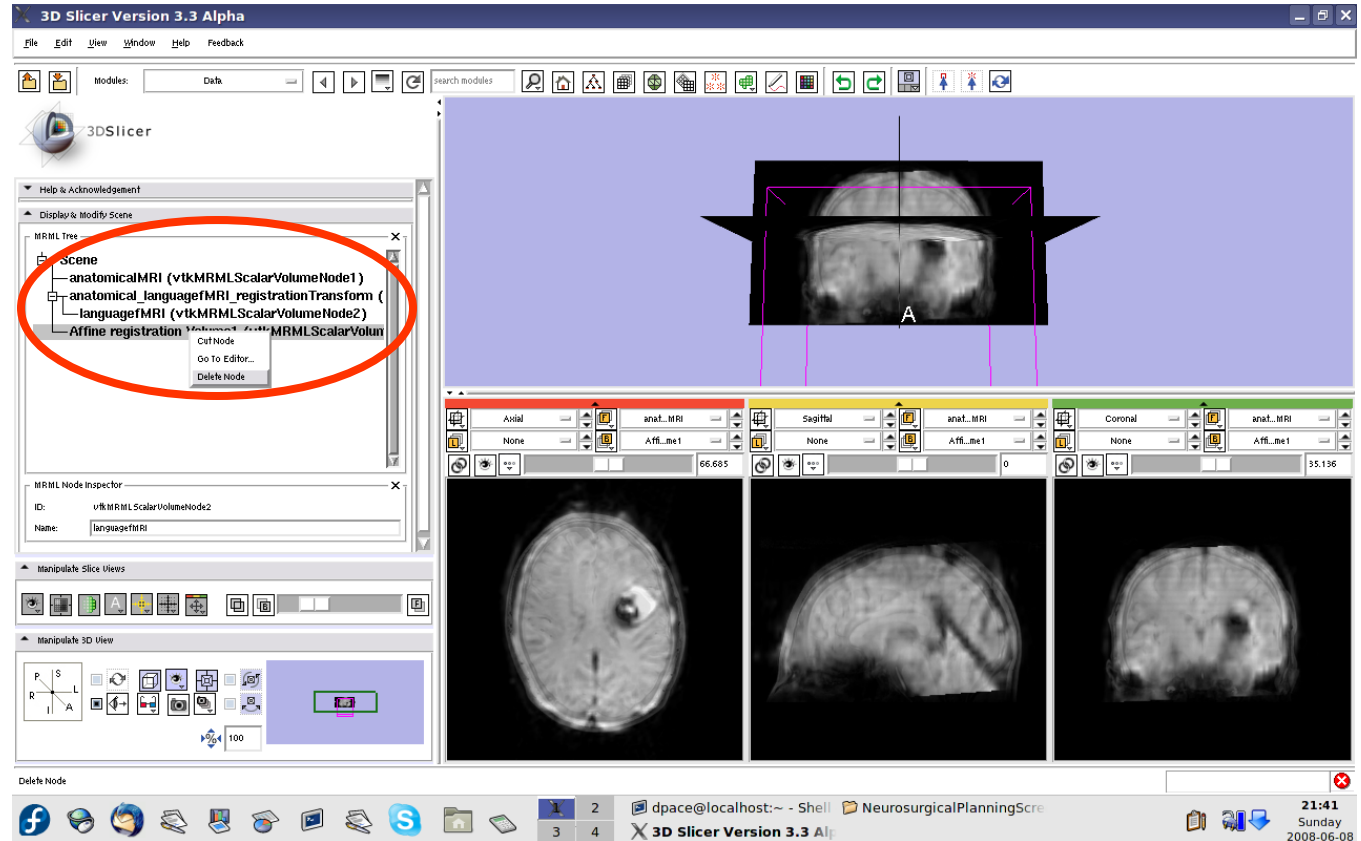 3D Slicer Version 3.3 Alpha
File Edit View Window Help Feedback
Modules: Data search modules
3DSlicer
Help & Acknowledgement
Display & Modify Scene
MRML Tree
Scene
anatomicalMRI (vtkMRMLScalarVolumeNode1)
anatomical_languagefMRI_registrationTransform (
languagefMRI (vtkMRMLScalarVolumeNode2)
Affine registration Volume1 (vtkMRMLScalarVolum
Cut Node
Go To Editor...
Delete Node
MRML Node Inspector
ID: vtkMRMLScalarVolumeNode2
Name: languagefMRI
Manipulate Slice Views
Manipulate 3D View
P S L A I R
100
A
Axial anat...MRI
None Affi...me1
66.685
Sagittal anat...MRI
None Affi...me1
0
Coronal anat...MRI
None Affi...me1
35.136
Delete Node
1 2
3 4
dpace@localhost:~ - Shell
NeurosurgicalPlanningScre
3D Slicer Version 3.3 Alp
21:41
Sunday
2008-06-08